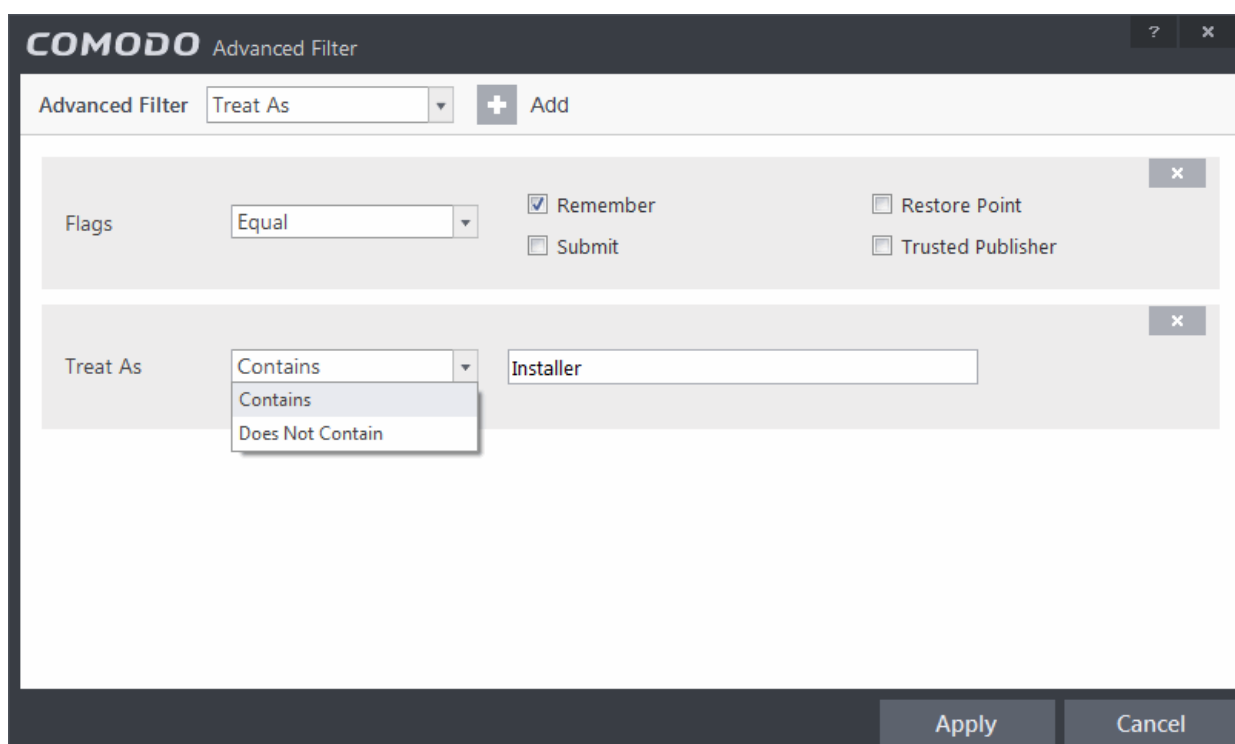 COMODO Advanced Filter ? ×
Advanced Filter Treat As + Add
Flags Equal Remember Restore Point
Submit Trusted Publisher
Treat As Contains Installer
Contains
Does Not Contain
Apply Cancel